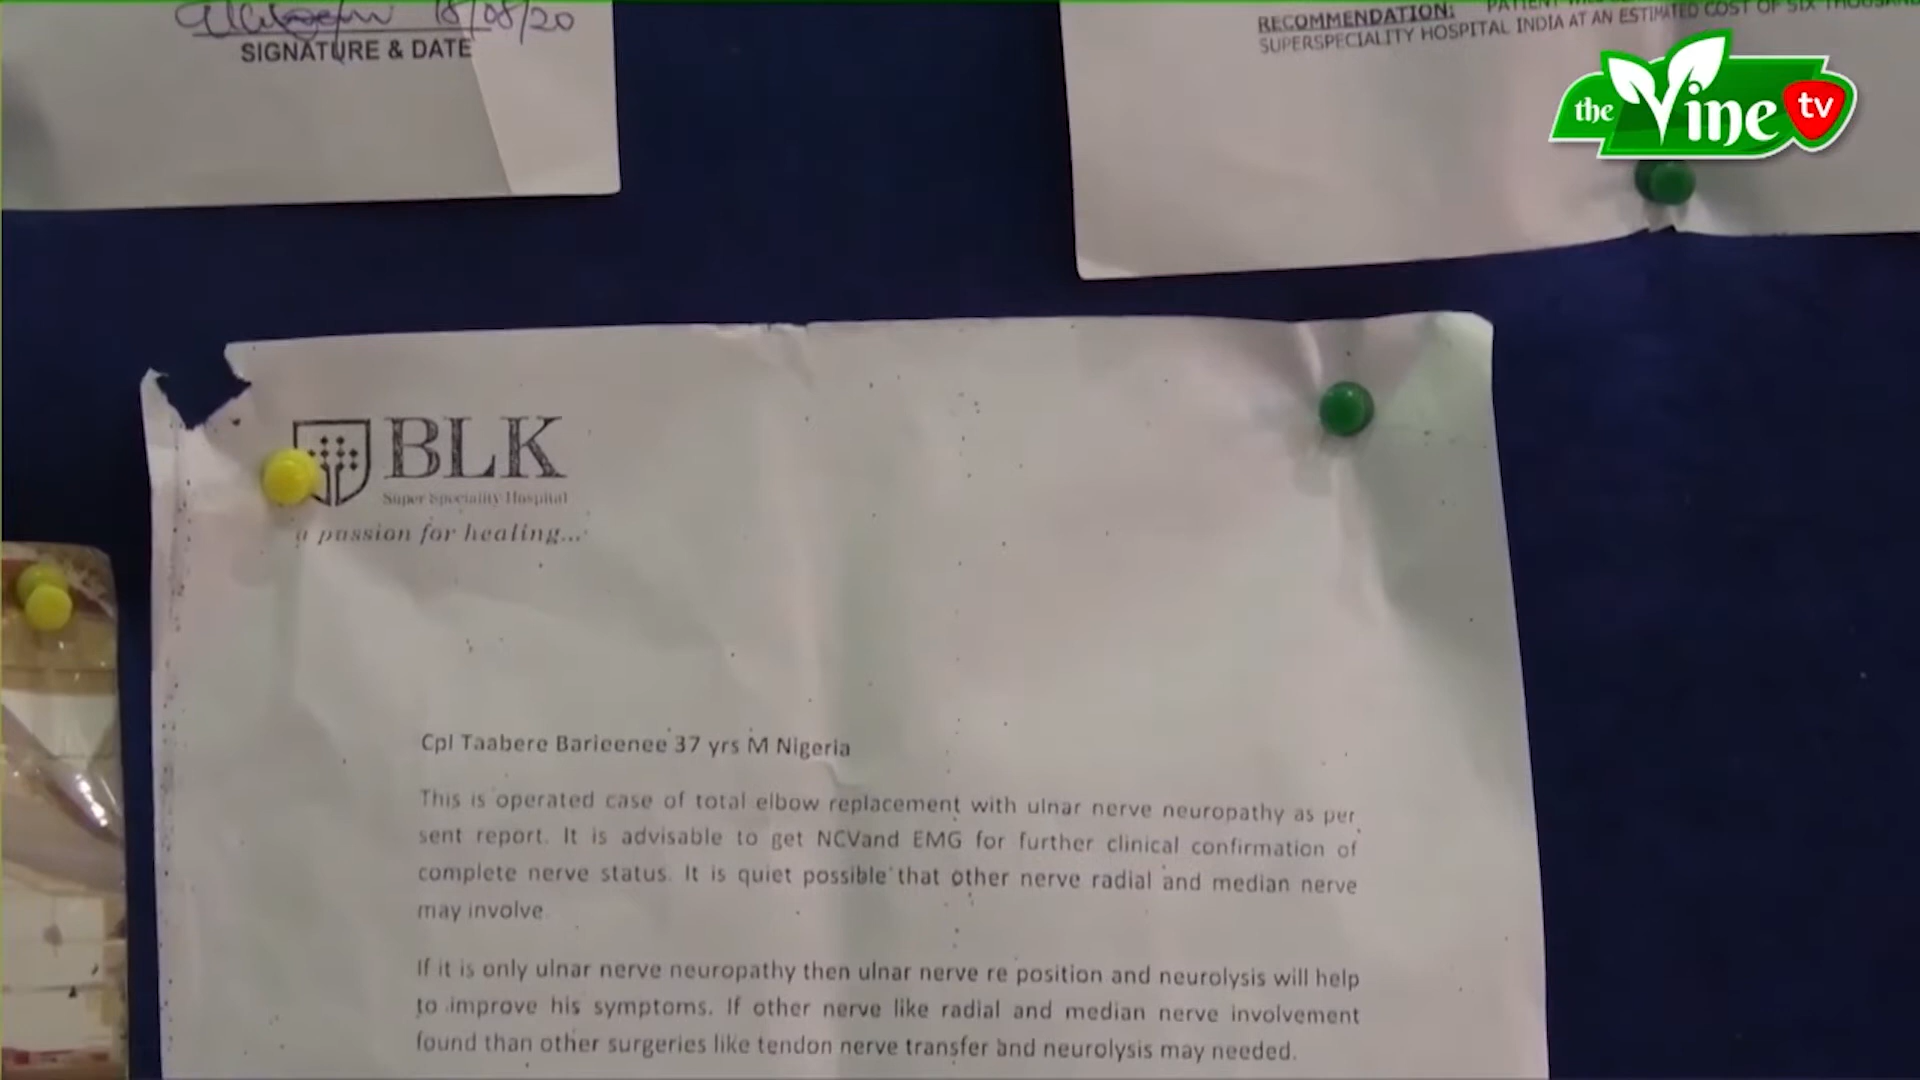 18/08/20
SIGNATURE & DATE
RECOMMENDATION: PATIENT
SUPERSPECIALITY HOSPITAL INDIA AT AN ESTIMATED COST OF SIX THOUSAND
the Vine tv
BLK
Super Speciality Hospital
a passion for healing...
Cpl Taabere Barieenee 37 yrs M Nigeria
This is operated case of total elbow replacement with ulnar nerve neuropathy as per
sent report. It is advisable to get NCVand EMG for further clinical confirmation of
complete nerve status. It is quiet possible that other nerve radial and median nerve
may involve
If it is only ulnar nerve neuropathy then ulnar nerve re position and neurolysis will help
to improve his symptoms. If other nerve like radial and median nerve involvement
found than other surgeries like tendon nerve transfer and neurolysis may needed.